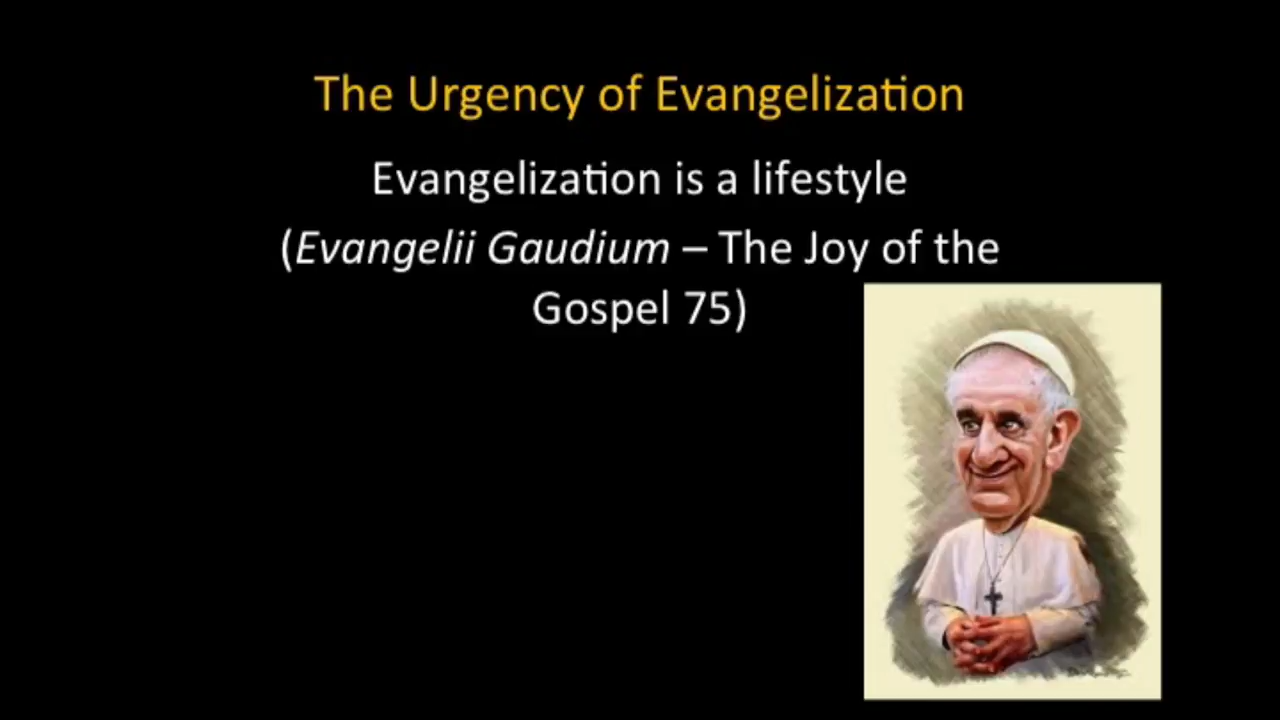 The Urgency of Evangelization
Evangelization is a lifestyle
(Evangelii Gaudium – The Joy of the
Gospel 75)